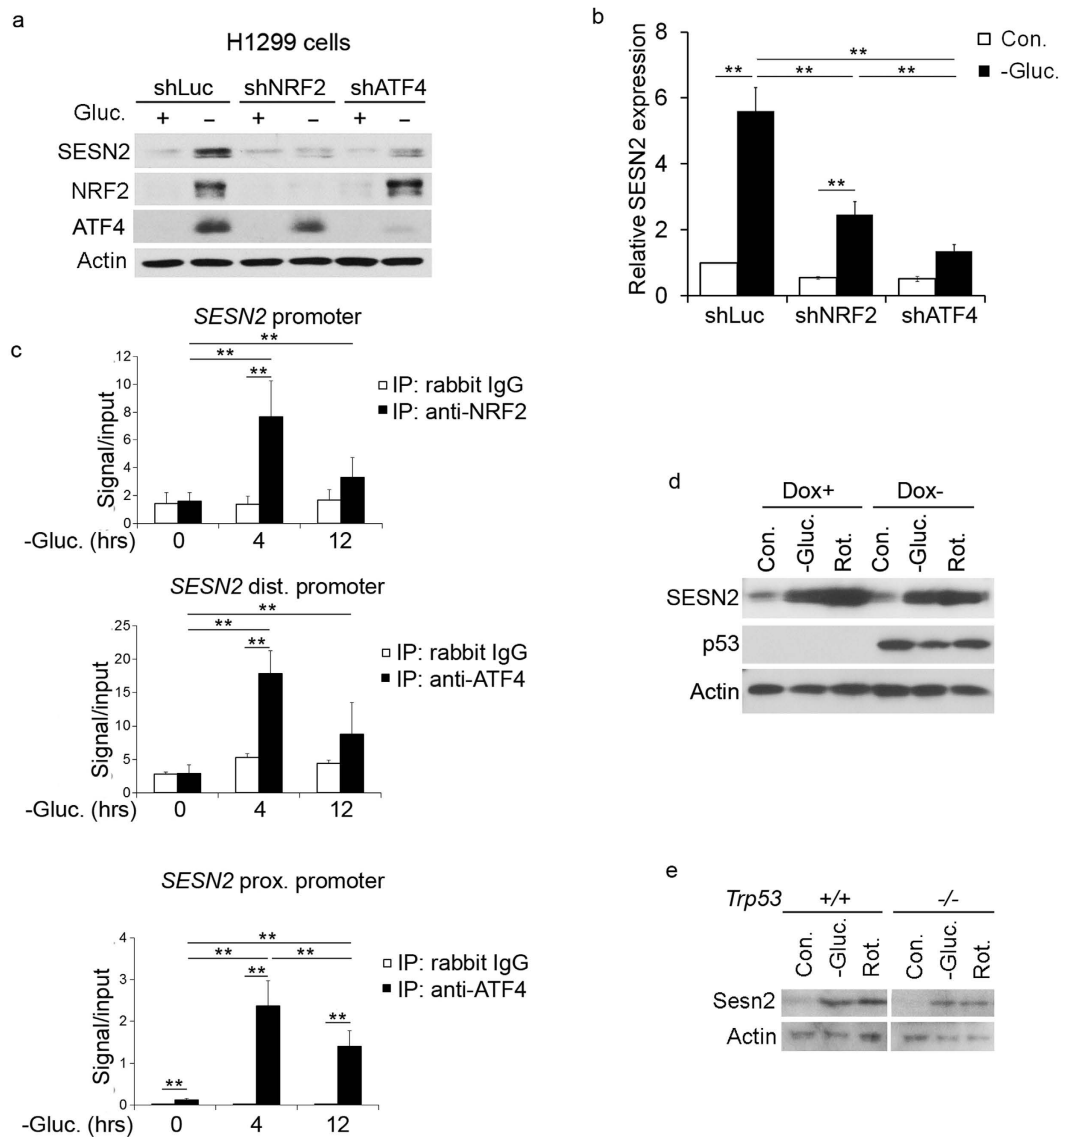 a
H1299 cells
shLuc shNRF2 shATF4
Gluc. + – + – + –
SESN2
NRF2
ATF4
Actin
b
Relative SESN2 expression
8
6
4
2
0
** ** ** ** **
Con.
-Gluc.
shLuc shNRF2 shATF4
c
SESN2 promoter
Signal/input
12
10
8
6
4
2
0
**
**
**
IP: rabbit IgG
IP: anti-NRF2
-Gluc. (hrs) 0 4 12
SESN2 dist. promoter
Signal/input
25
20
15
10
5
0
**
**
**
IP: rabbit IgG
IP: anti-ATF4
-Gluc. (hrs) 0 4 12
SESN2 prox. promoter
Signal/input
4
3
2
1
0
**
** **
**
**
**
IP: rabbit IgG
IP: anti-ATF4
-Gluc. (hrs) 0 4 12
d
Dox+ Dox-
Con. -Gluc. Rot. Con. -Gluc. Rot.
SESN2
p53
Actin
e
Trp53 +/+ -/-
Con. -Gluc. Rot. Con. -Gluc. Rot.
Sesn2
Actin